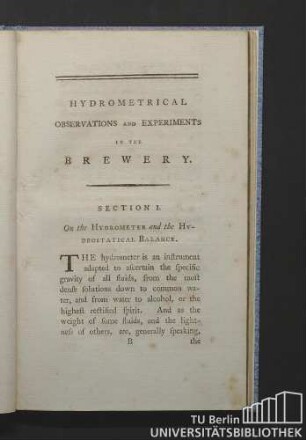 HYDROMETRICAL
OBSERVATIONS AND EXPERIMENTS
IN THE
BREWERY.
SECTION I.
On the HYDROMETER and the HY-
DROSTATICAL BALANCE.
THE hydrometer is an instrument
adapted to ascertain the specific
gravity of all fluids, from the most
dense solutions down to common wa-
ter, and from water to alcohol, or the
highest rectified spirit. And as the
weight of some fluids, and the light-
ness of others, are, generally speaking,
B the
TU Berlin
UNIVERSITÄTSBIBLIOTHEK